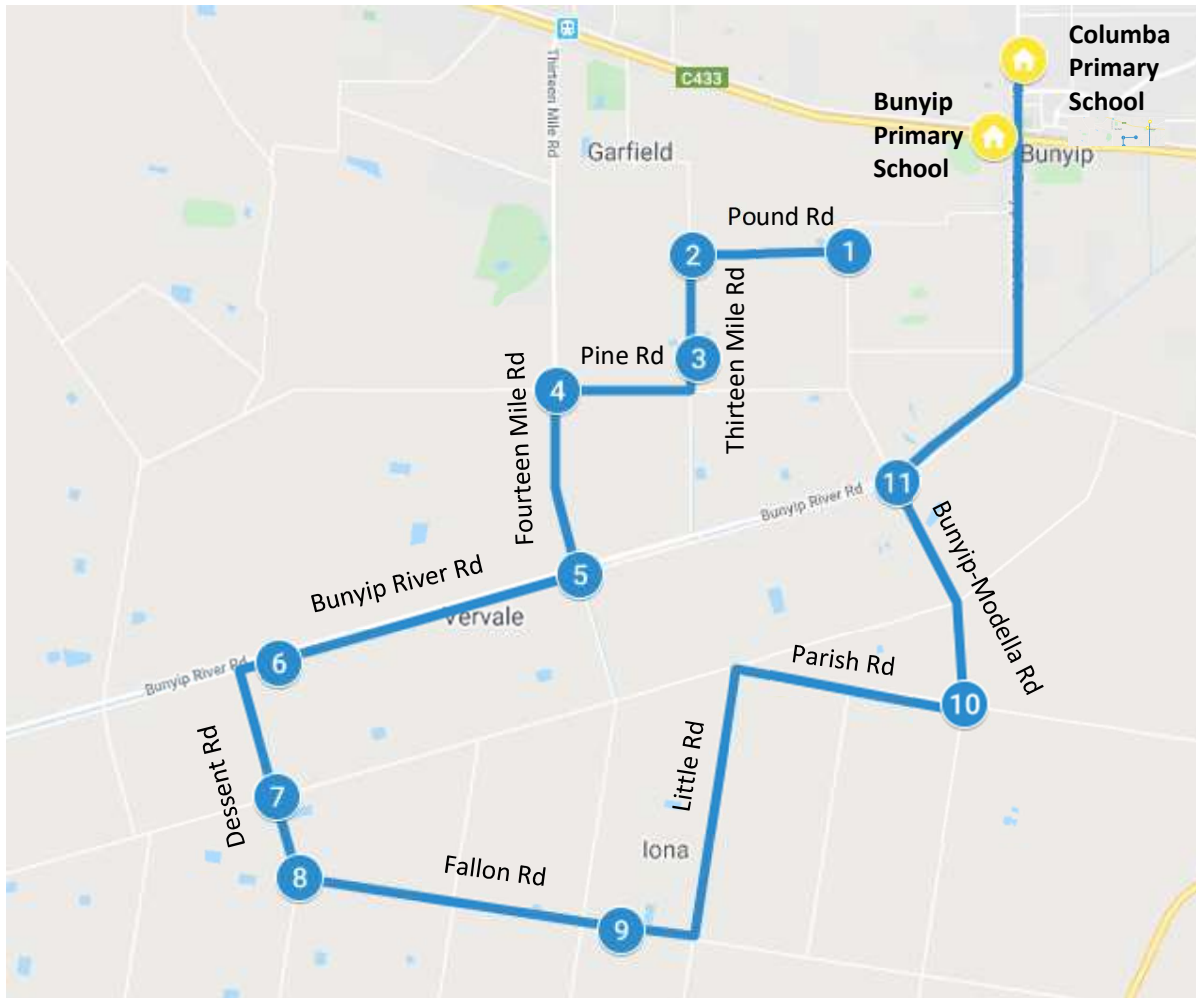 Columba
Primary
School
Thirteen Mile Rd
C433
Bunyip
Primary
School
Garfield
Bunyip
Pound Rd
1
2
Thirteen Mile Rd
3
Pine Rd
4
Fourteen Mile Rd
11
Bunyip River Rd
Bunyip-Modella Rd
5
Bunyip River Rd
Vervale
6
Bunyip River Rd
Parish Rd
10
Little Rd
Dessent Rd
7
Iona
8
Fallon Rd
9